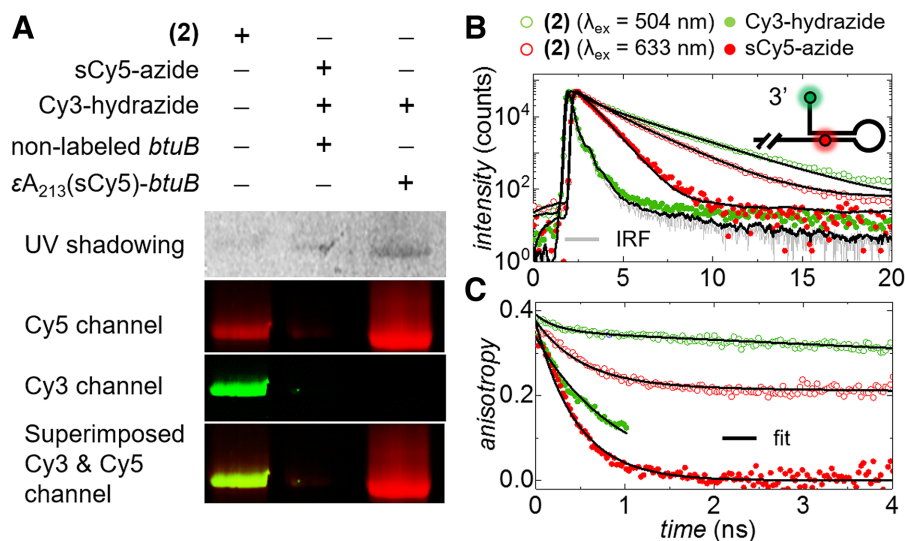 A
(2) + – –
sCy5-azide – + –
Cy3-hydrazide – + +
non-labeled btuB – + –
εA213(sCy5)-btuB – – +
UV shadowing
Cy5 channel
Cy3 channel
Superimposed
Cy3 & Cy5
channel
B
(2) (λex = 504 nm) Cy3-hydrazide
(2) (λex = 633 nm) sCy5-azide
intensity (counts)
10^4
10^2
10^0
3'
IRF
0 5 10 15 20
C
anisotropy
0.4
0.2
0.0
fit
0 1 2 3 4
time (ns)